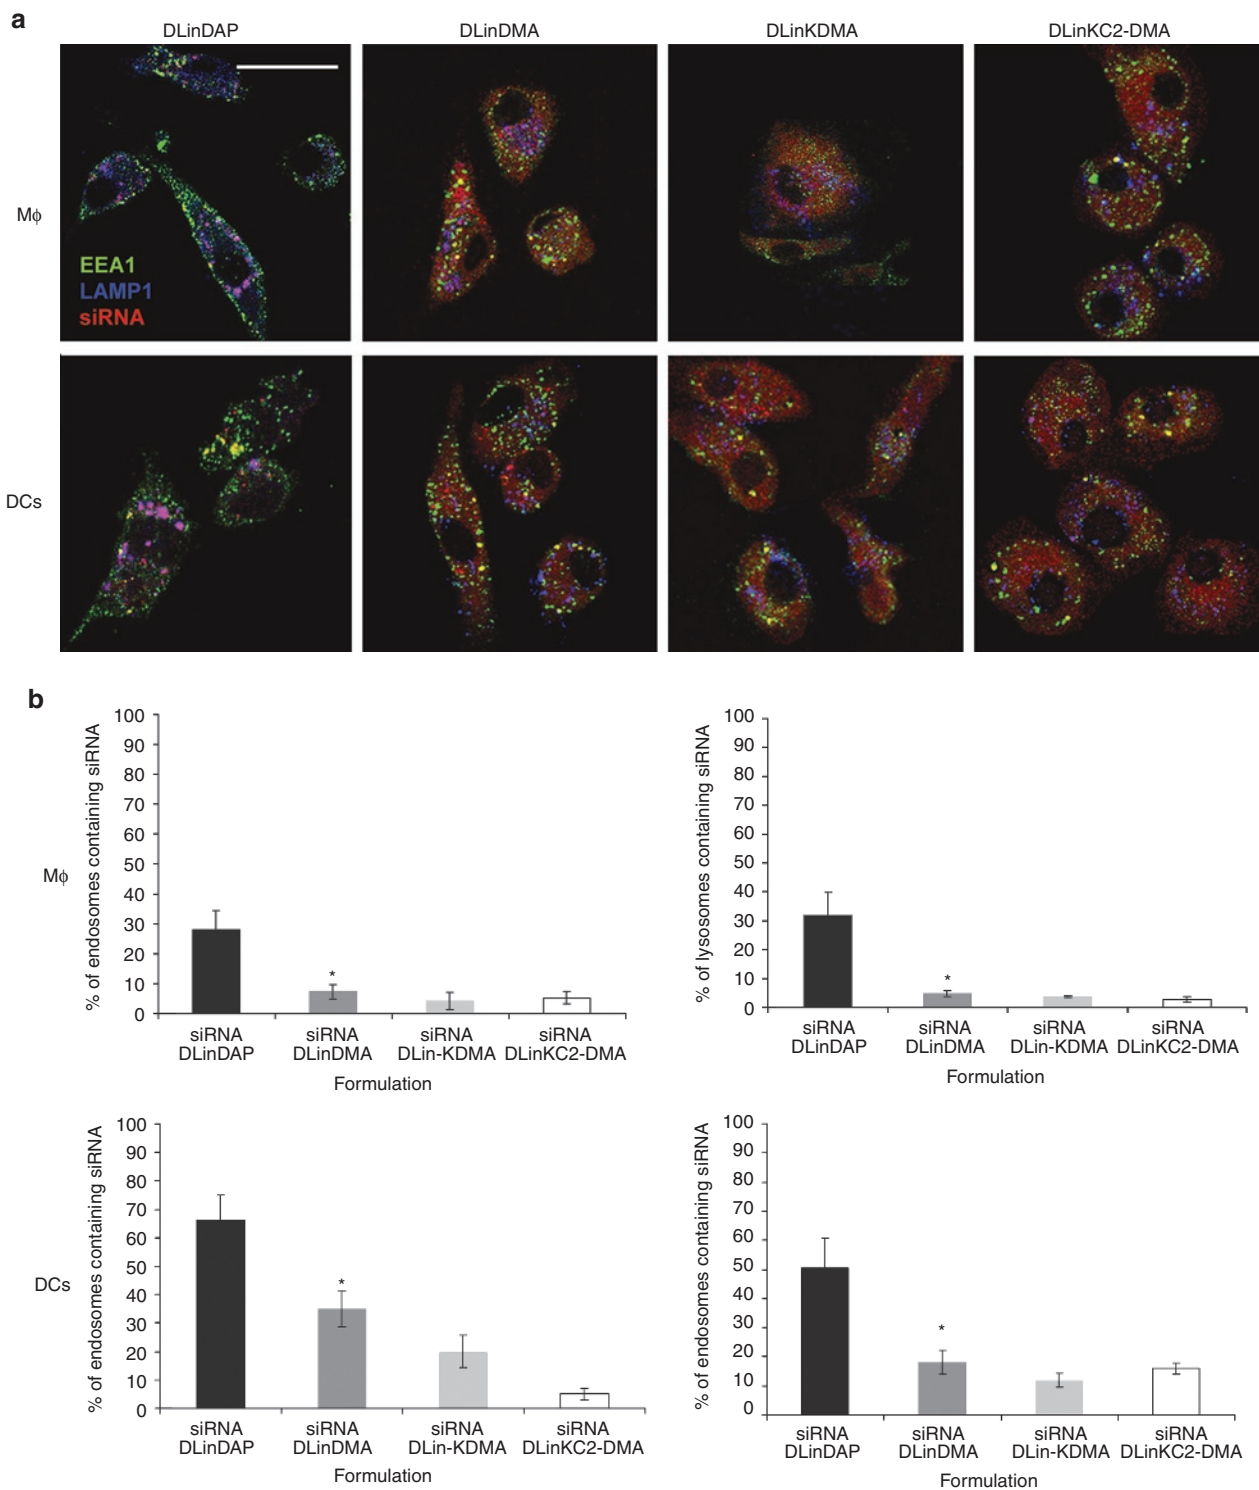 a
DLinDAP DLinDMA DLinKDMA DLinKC2-DMA
Mϕ
EEA1
LAMP1
siRNA
DCs
b
Mϕ
% of endosomes containing siRNA
100
90
80
70
60
50
40
30
20
10
0
*
siRNA siRNA siRNA siRNA
DLinDAP DLinDMA DLin-KDMA DLinKC2-DMA
Formulation
% of lysosomes containing siRNA
100
90
80
70
60
50
40
30
20
10
0
*
siRNA siRNA siRNA siRNA
DLinDAP DLinDMA DLin-KDMA DLinKC2-DMA
Formulation
DCs
% of endosomes containing siRNA
100
90
80
70
60
50
40
30
20
10
0
*
siRNA siRNA siRNA siRNA
DLinDAP DLinDMA DLin-KDMA DLinKC2-DMA
Formulation
% of endosomes containing siRNA
100
90
80
70
60
50
40
30
20
10
0
*
siRNA siRNA siRNA siRNA
DLinDAP DLinDMA DLin-KDMA DLinKC2-DMA
Formulation